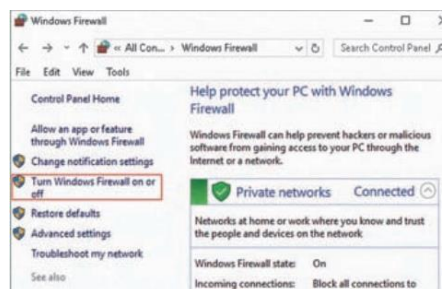 Windows Firewall
« All Con... > Windows Firewall
Search Control Panel
File Edit View Tools
Control Panel Home
Allow an app or feature
through Windows Firewall
Change notification settings
Turn Windows Firewall on or
off
Restore defaults
Advanced settings
Troubleshoot my network
See also
Help protect your PC with Windows
Firewall
Windows Firewall can help prevent hackers or malicious
software from gaining access to your PC through the
Internet or a network.
Private networks Connected
Networks at home or work where you know and trust
the people and devices on the network
Windows Firewall state: On
Incoming connections: Block all connections to